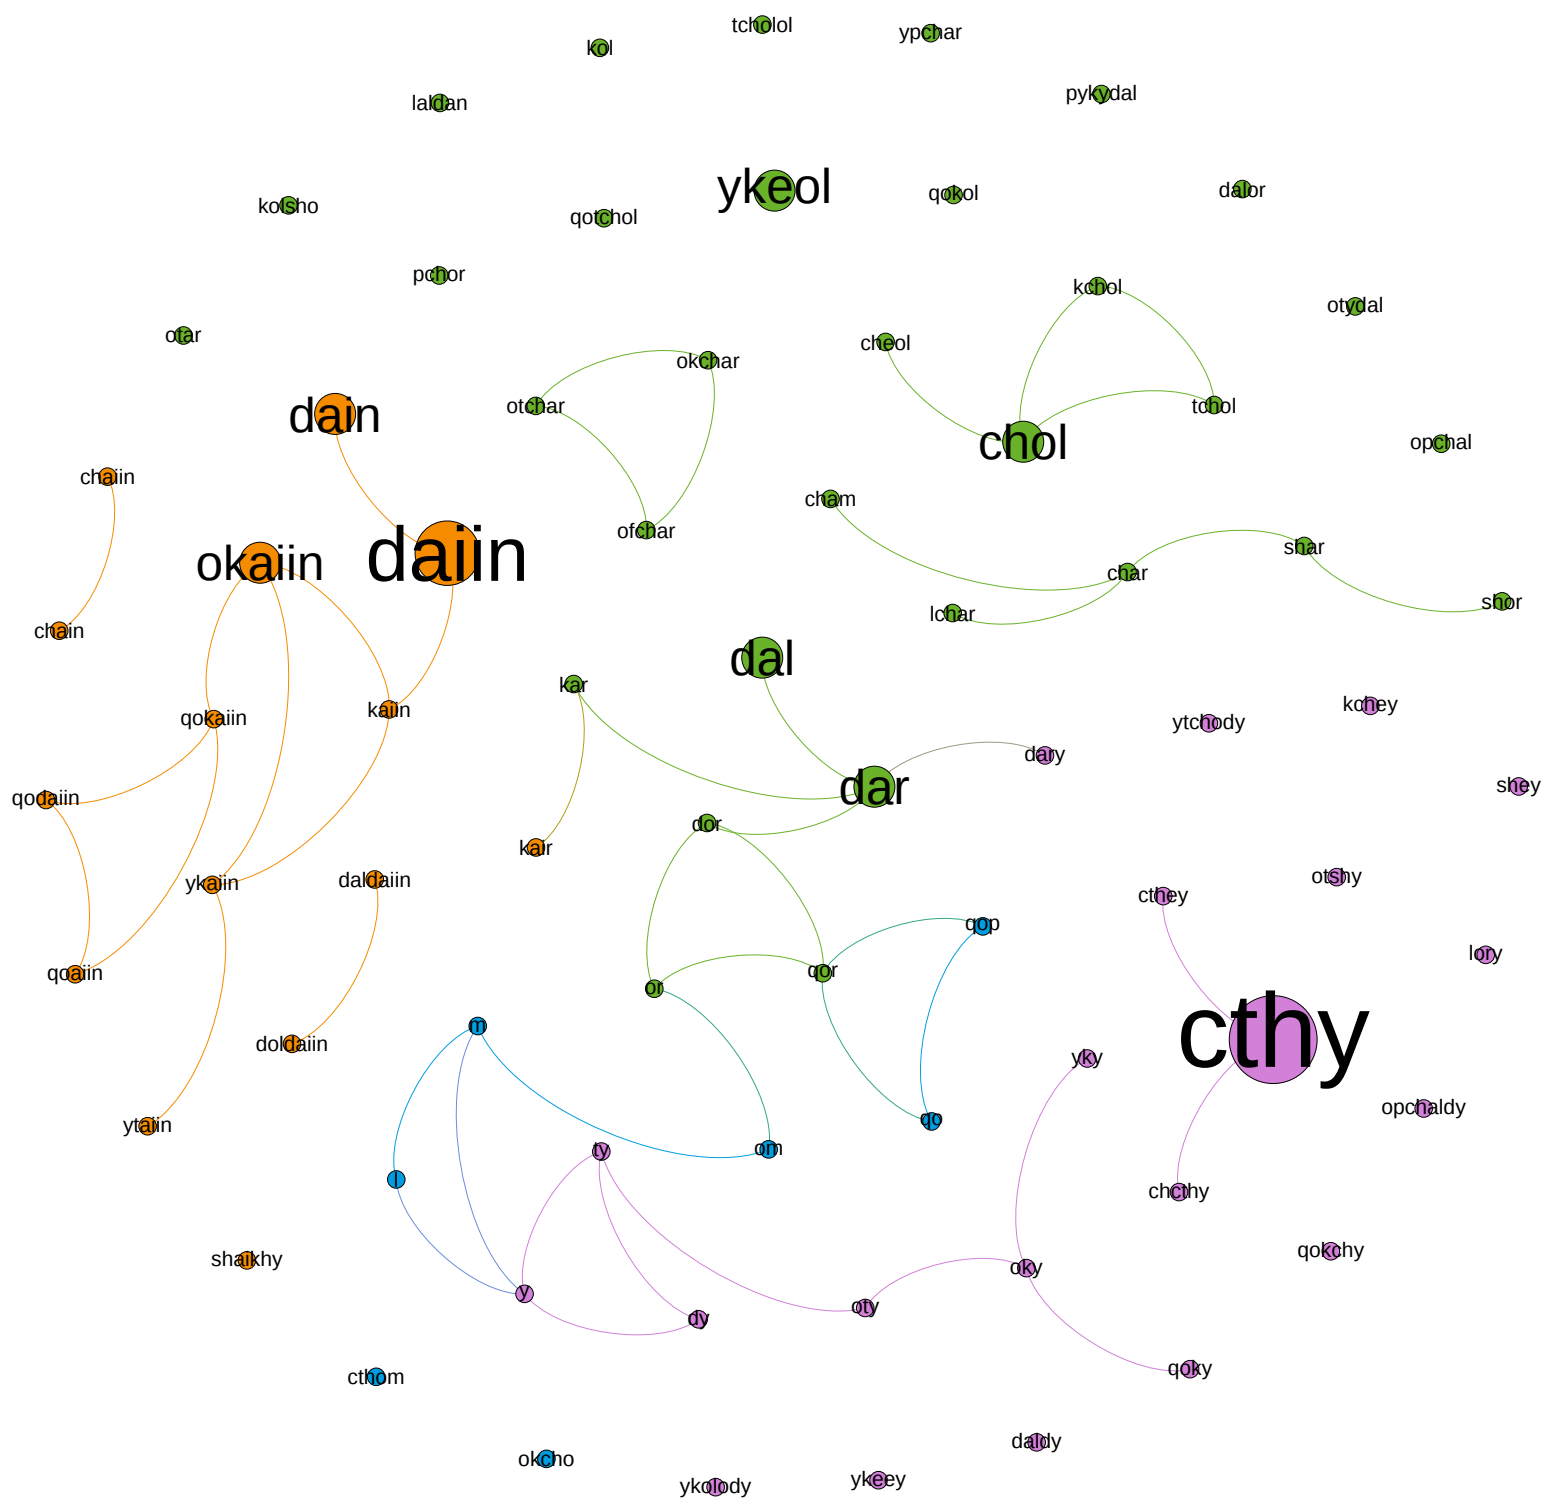 tcholol
kol
ypchar
laldan
pykydal
ykeol
qokol
dalor
kolsho
qotchol
pchor
kchol
otydal
otar
cheol
okchar
otchar
tchol
dain
chol
opchal
chaiin
cham
ofchar
daiin
shar
okaiin
char
shor
lchar
chain
dal
kar
kchey
kaiin
qokaiin
ytchody
dary
shey
dar
qodaiin
dor
kair
otshy
daldaiin
ykaiin
cthey
qop
lory
qor
qoaiin
or
m
cthy
doldaiin
yky
opchaldy
qo
ytaiin
om
ty
l
chcthy
qokchy
shaikhy
oky
y
oty
dy
qoky
cthom
daldy
okcho
ykeey
ykolody